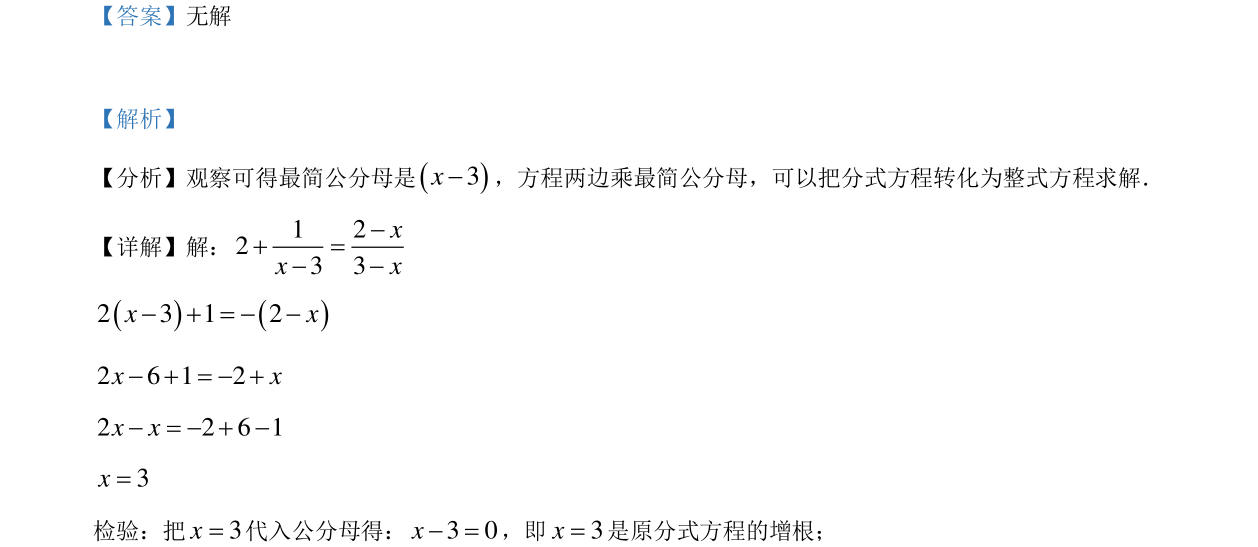 【答案】无解
【解析】
【分析】观察可得最简公分母是(x−3)，方程两边乘最简公分母，可以把分式方程转化为整式方程求解．
【详解】解：2+\frac{1}{x−3}=\frac{2−x}{3−x}
2(x−3)+1=−(2−x)
2x−6+1=−2+x
2x−x=−2+6−1
x=3
检验：把x=3代入公分母得：x−3=0，即x=3是原分式方程的增根；